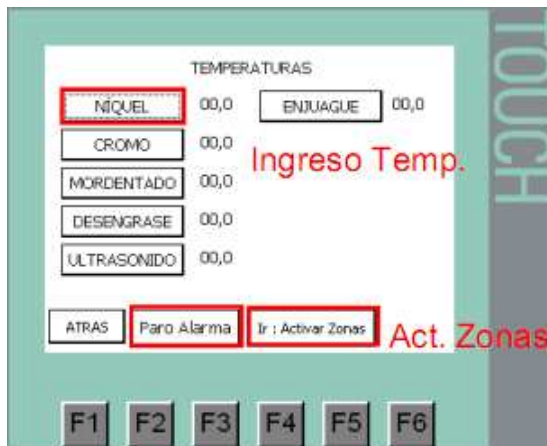 TEMPERATURAS
NÍQUEL 00,0 ENJUAGUE 00,0
CROMO 00,0
Ingreso Temp.
MORDENTADO 00,0
DESENGRASE 00,0
ULTRASONIDO 00,0
ATRAS Paro Alarma Ir : Activar Zonas Act. Zonas
F1 F2 F3 F4 F5 F6
TOUCH